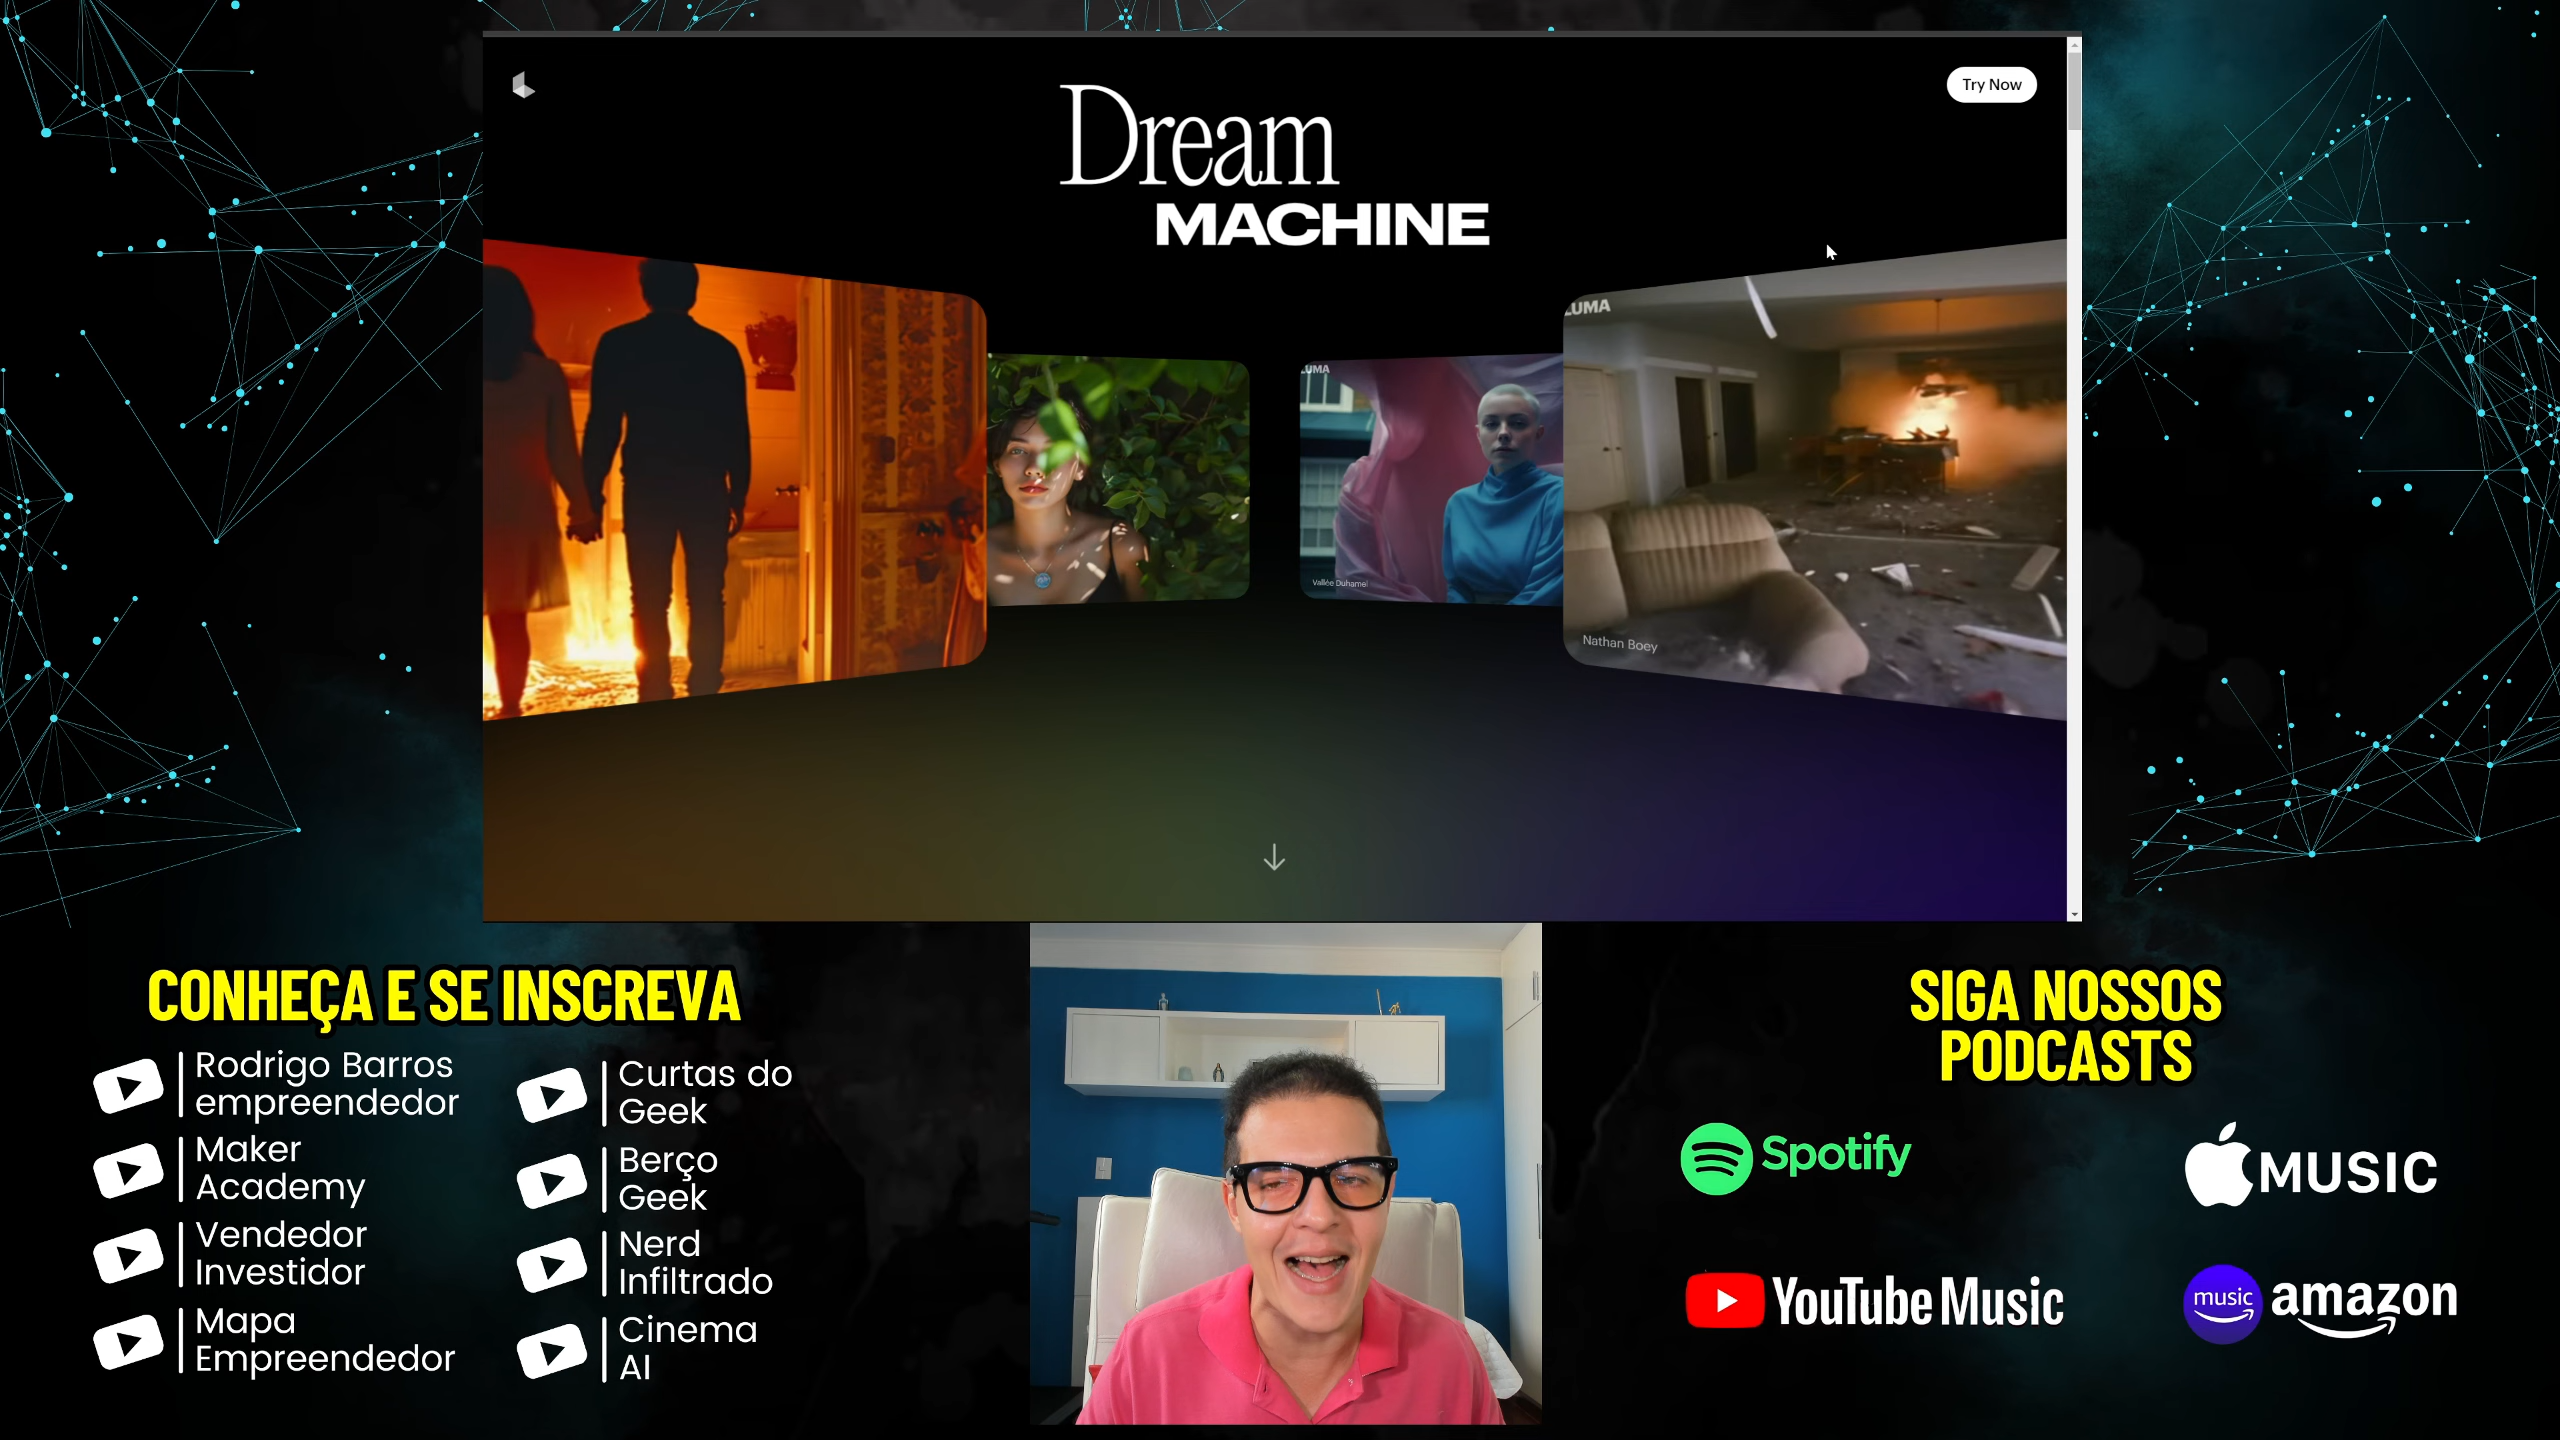 Try Now
Dream
MACHINE
LUMA
LUMA
Vallée Duhamel
Nathan Boey
CONHEÇA E SE INSCREVA
Rodrigo Barros
empreendedor
Maker
Academy
Vendedor
Investidor
Mapa
Empreendedor
Curtas do
Geek
Berço
Geek
Nerd
Infiltrado
Cinema
AI
SIGA NOSSOS
PODCASTS
Spotify
MUSIC
YouTube Music
music
amazon